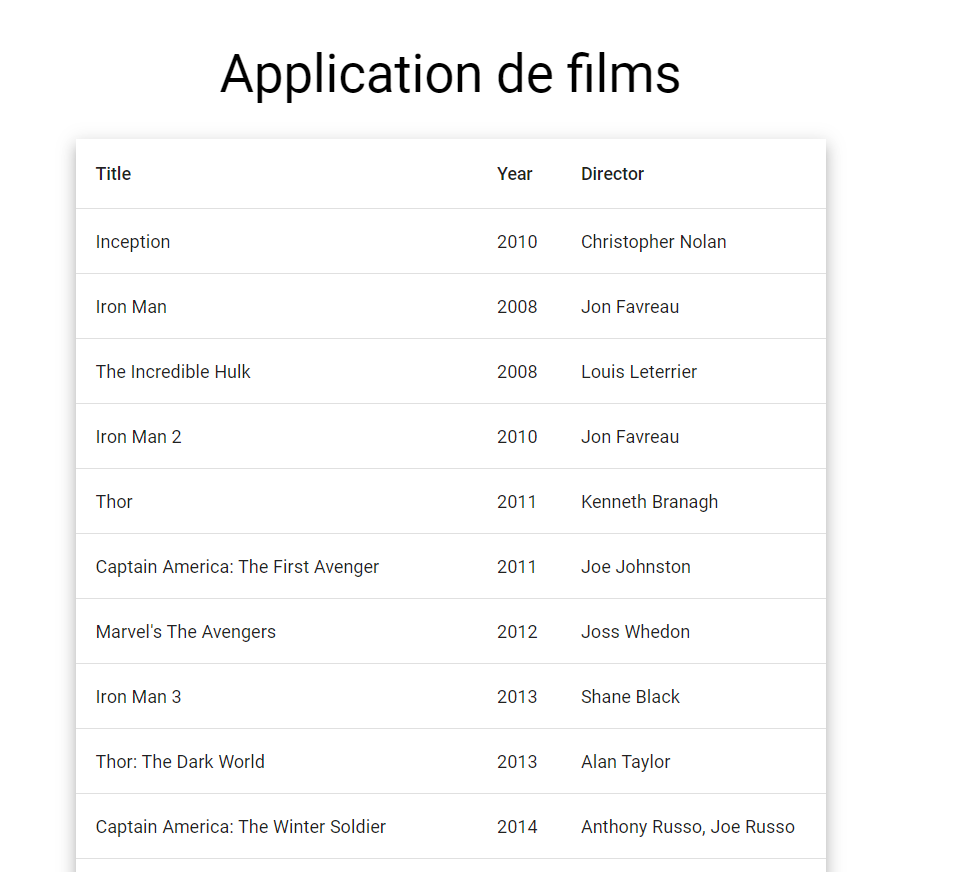 Application de films
Title Year Director
Inception 2010 Christopher Nolan
Iron Man 2008 Jon Favreau
The Incredible Hulk 2008 Louis Leterrier
Iron Man 2 2010 Jon Favreau
Thor 2011 Kenneth Branagh
Captain America: The First Avenger 2011 Joe Johnston
Marvel's The Avengers 2012 Joss Whedon
Iron Man 3 2013 Shane Black
Thor: The Dark World 2013 Alan Taylor
Captain America: The Winter Soldier 2014 Anthony Russo, Joe Russo